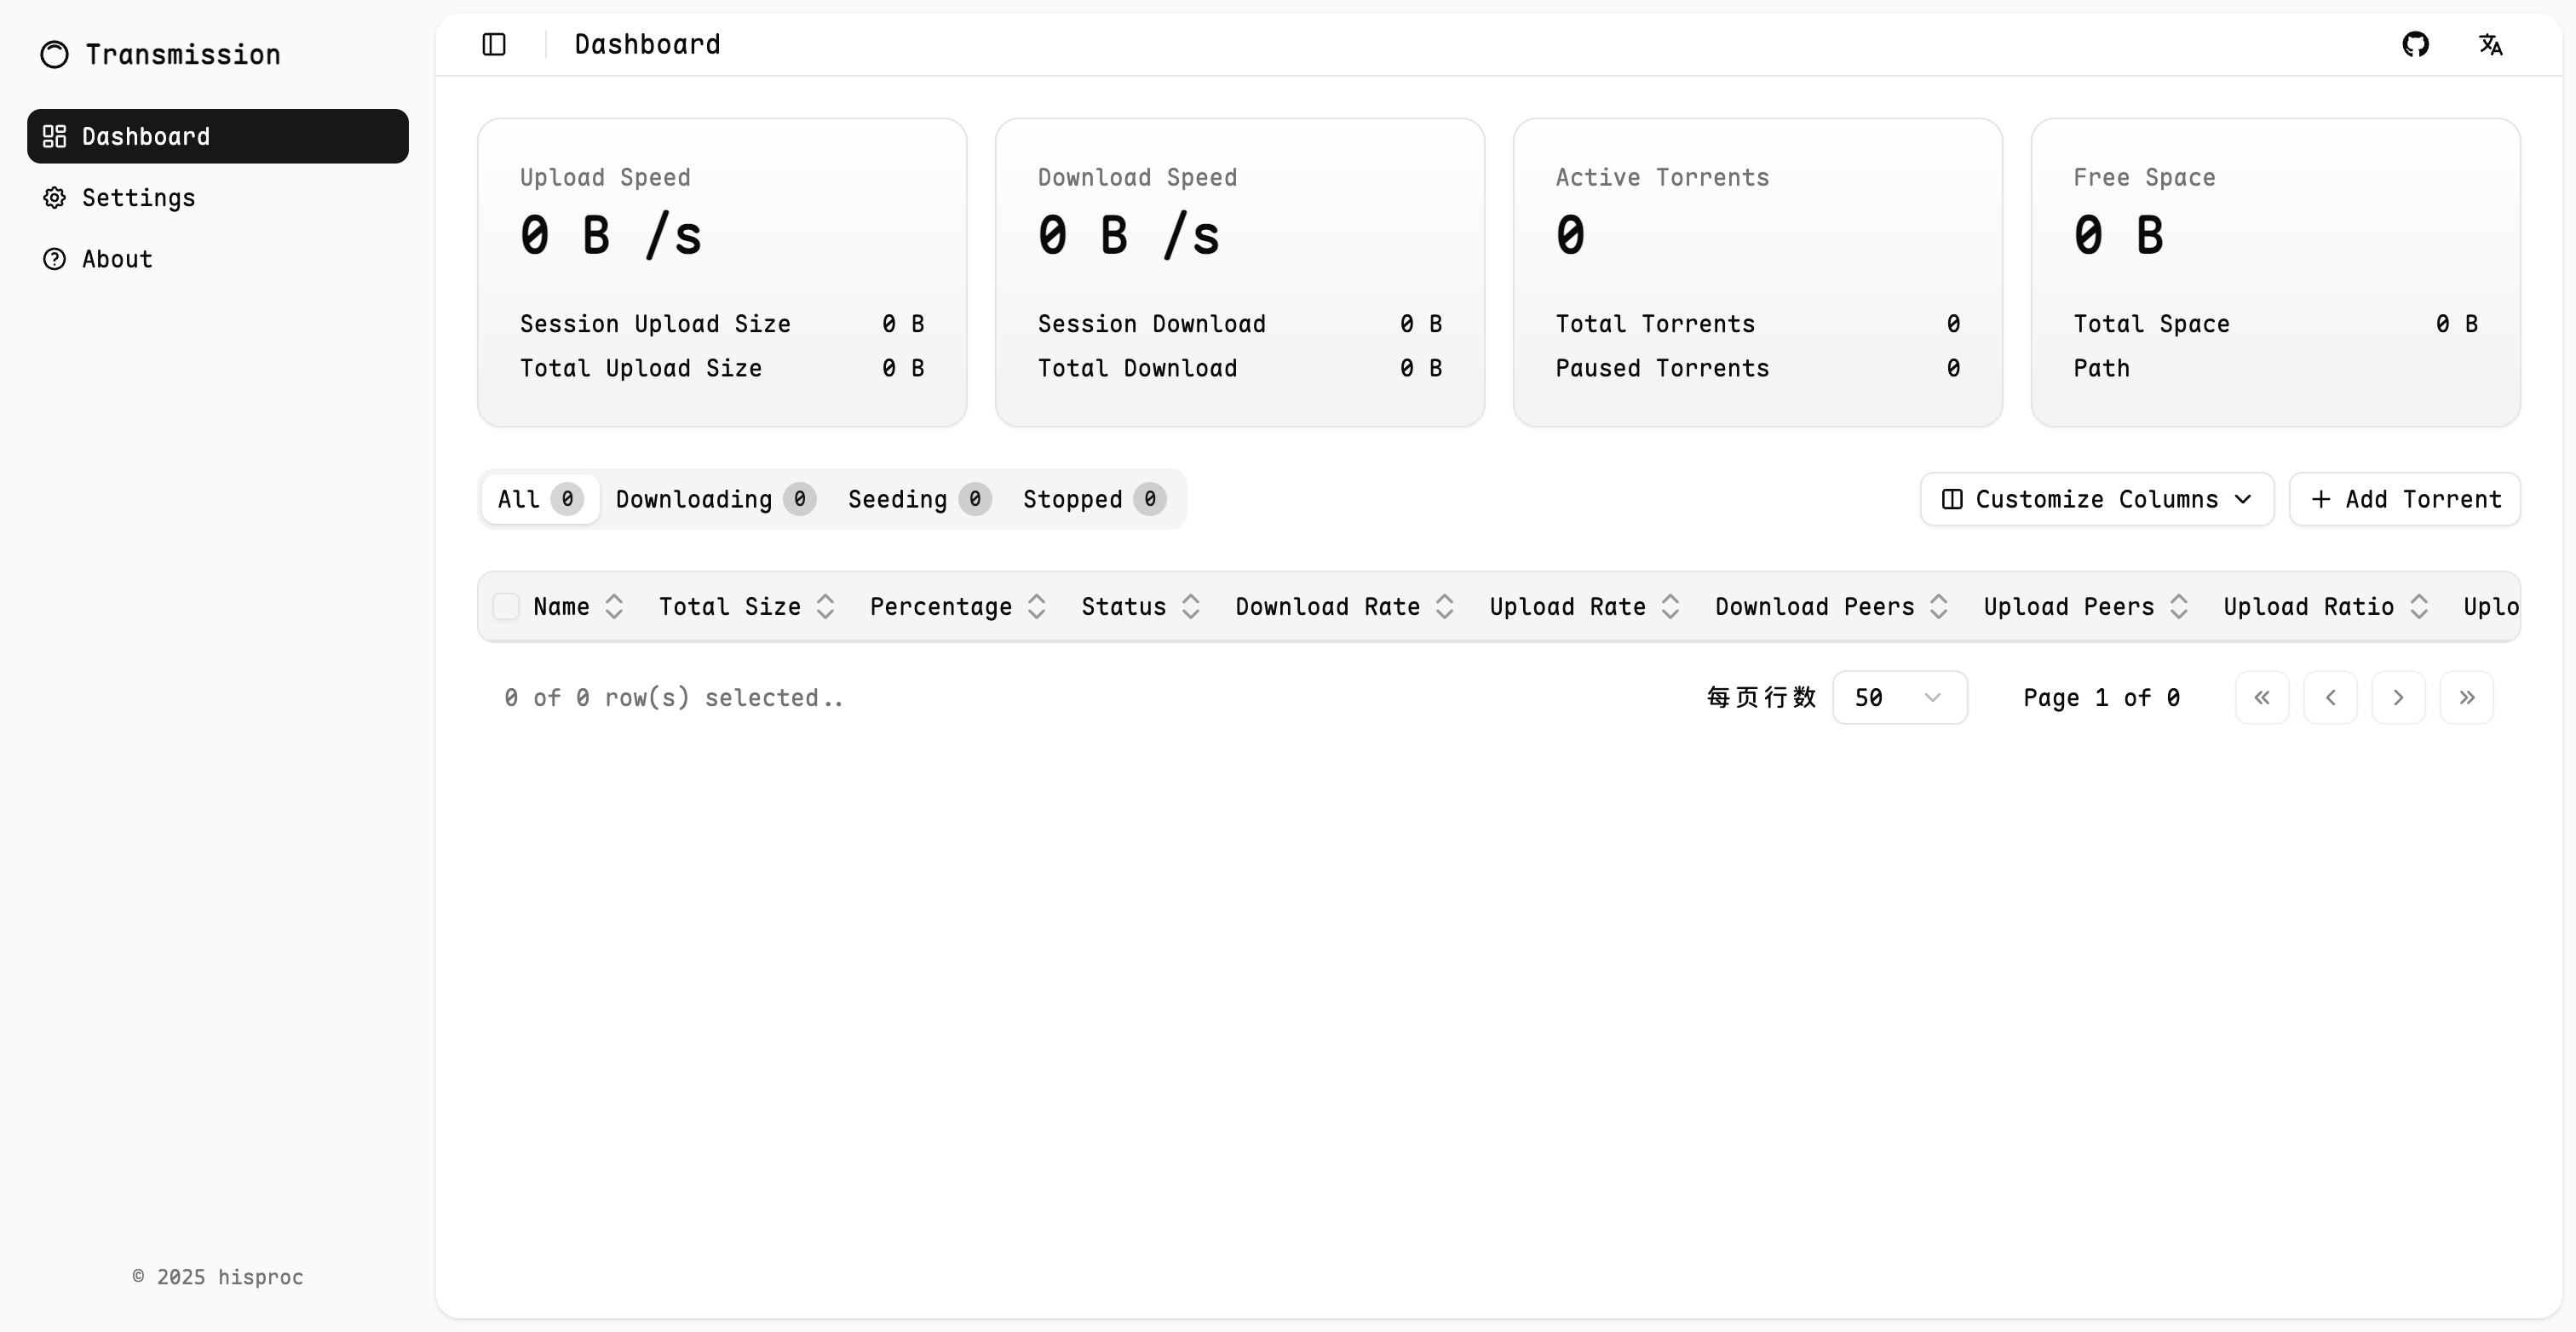 Transmission
Dashboard
Settings
About
© 2025 hisproc
Dashboard
Upload Speed
0 B /s
Session Upload Size 0 B
Total Upload Size 0 B
Download Speed
0 B /s
Session Download 0 B
Total Download 0 B
Active Torrents
0
Total Torrents 0
Paused Torrents 0
Free Space
0 B
Total Space 0 B
Path
All 0 Downloading 0 Seeding 0 Stopped 0
Customize Columns + Add Torrent
Name Total Size Percentage Status Download Rate Upload Rate Download Peers Upload Peers Upload Ratio Uplo
0 of 0 row(s) selected..
每页行数 50 Page 1 of 0